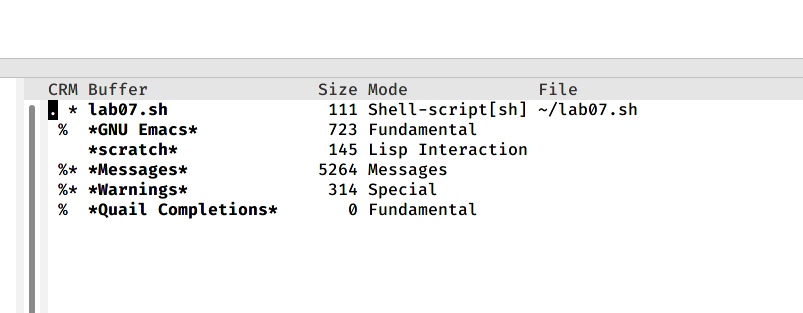 CRM Buffer Size Mode File
. * lab07.sh 111 Shell-script[sh] ~/lab07.sh
% *GNU Emacs* 723 Fundamental
*scratch* 145 Lisp Interaction
%* *Messages* 5264 Messages
%* *Warnings* 314 Special
% *Quail Completions* 0 Fundamental